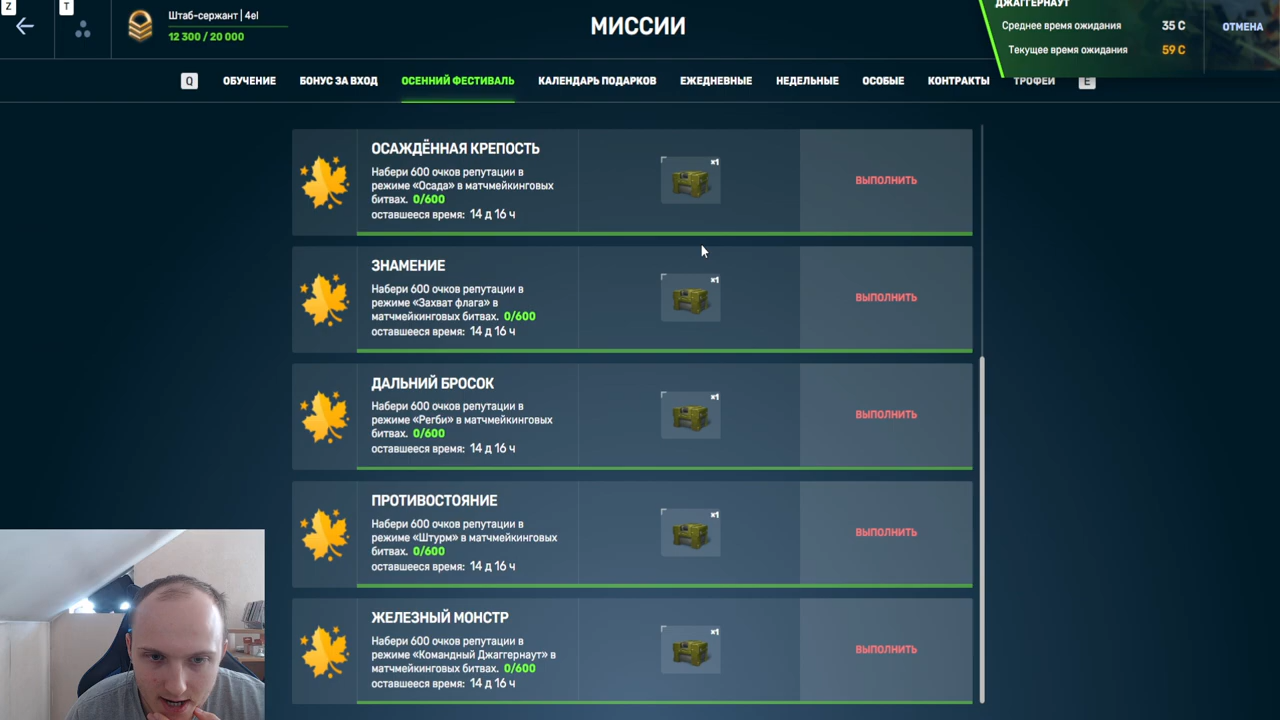 Z
T
Штаб-сержант | 4el
12 300 / 20 000
МИССИИ
ДЖАГГЕРНАУТ
Среднее время ожидания 35 С
Текущее время ожидания 59 С
ОТМЕНА
Q ОБУЧЕНИЕ БОНУС ЗА ВХОД ОСЕННИЙ ФЕСТИВАЛЬ КАЛЕНДАРЬ ПОДАРКОВ ЕЖЕДНЕВНЫЕ НЕДЕЛЬНЫЕ ОСОБЫЕ КОНТРАКТЫ ТРОФЕИ E
ОСАЖДЁННАЯ КРЕПОСТЬ
Набери 600 очков репутации в
режиме «Осада» в матчмейкинговых
битвах. 0/600
оставшееся время: 14 д 16 ч
x1
ВЫПОЛНИТЬ
ЗНАМЕНИЕ
Набери 600 очков репутации в
режиме «Захват флага» в
матчмейкинговых битвах. 0/600
оставшееся время: 14 д 16 ч
x1
ВЫПОЛНИТЬ
ДАЛЬНИЙ БРОСОК
Набери 600 очков репутации в
режиме «Регби» в матчмейкинговых
битвах. 0/600
оставшееся время: 14 д 16 ч
x1
ВЫПОЛНИТЬ
ПРОТИВОСТОЯНИЕ
Набери 600 очков репутации в
режиме «Штурм» в матчмейкинговых
битвах. 0/600
оставшееся время: 14 д 16 ч
x1
ВЫПОЛНИТЬ
ЖЕЛЕЗНЫЙ МОНСТР
Набери 600 очков репутации в
режиме «Командный Джаггернаут» в
матчмейкинговых битвах. 0/600
оставшееся время: 14 д 16 ч
x1
ВЫПОЛНИТЬ